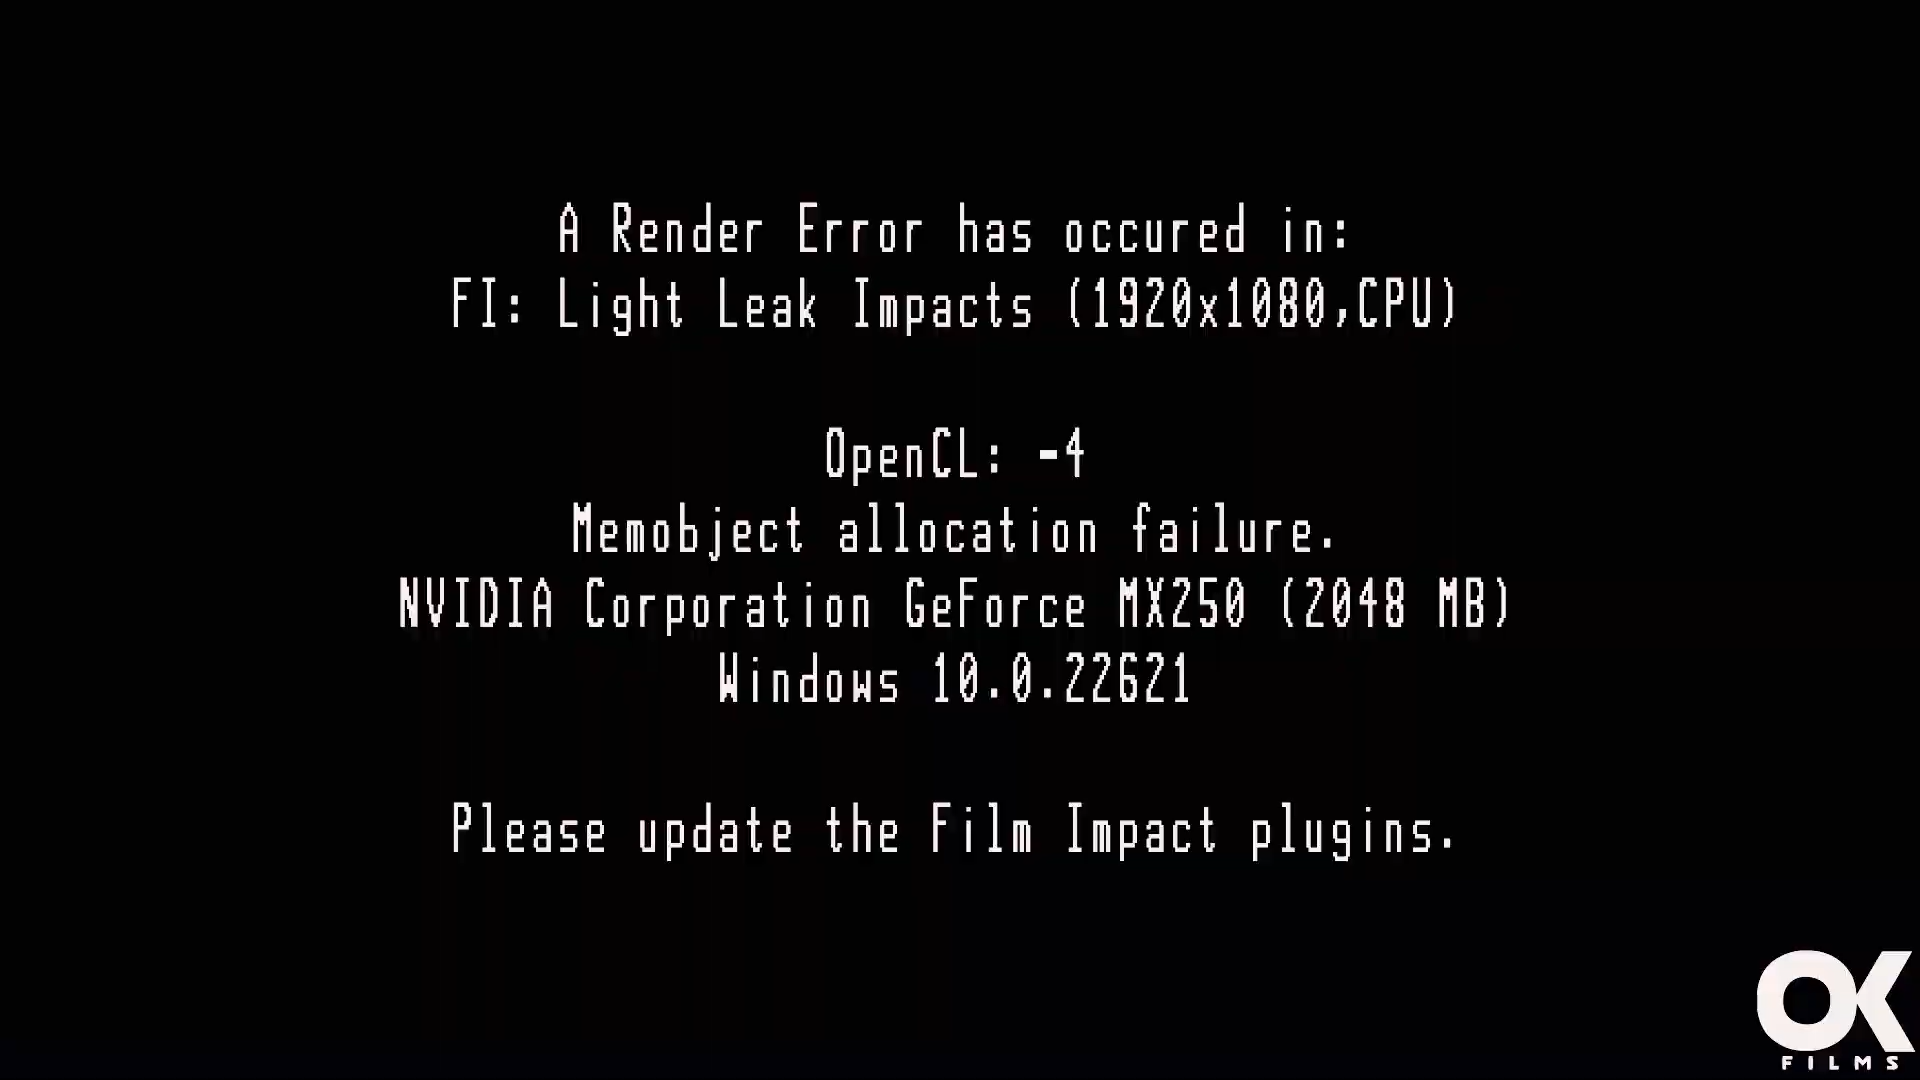 A Render Error has occured in:
FI: Light Leak Impacts (1920x1080,CPU)
OpenCL: -4
Memobject allocation failure.
NVIDIA Corporation GeForce MX250 (2048 MB)
Windows 10.0.22621
Please update the Film Impact plugins.
OK
FILMS